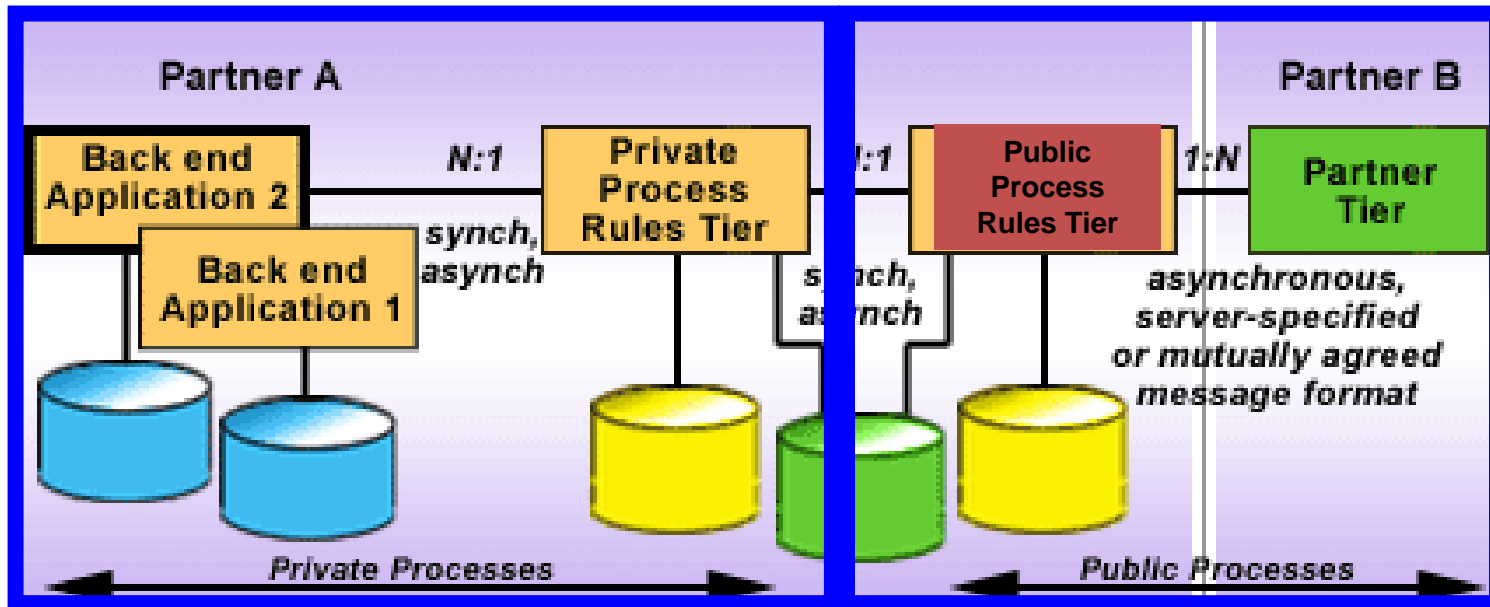 Partner A
Partner B
Back end
Application 2
N:1
Private
Process
Rules Tier
:1
Public
Process
Rules Tier
1:N
Partner
Tier
synch,
asynch
Back end
Application 1
asynchronous,
server-specified
or mutually agreed
message format
Private Processes
Public Processes